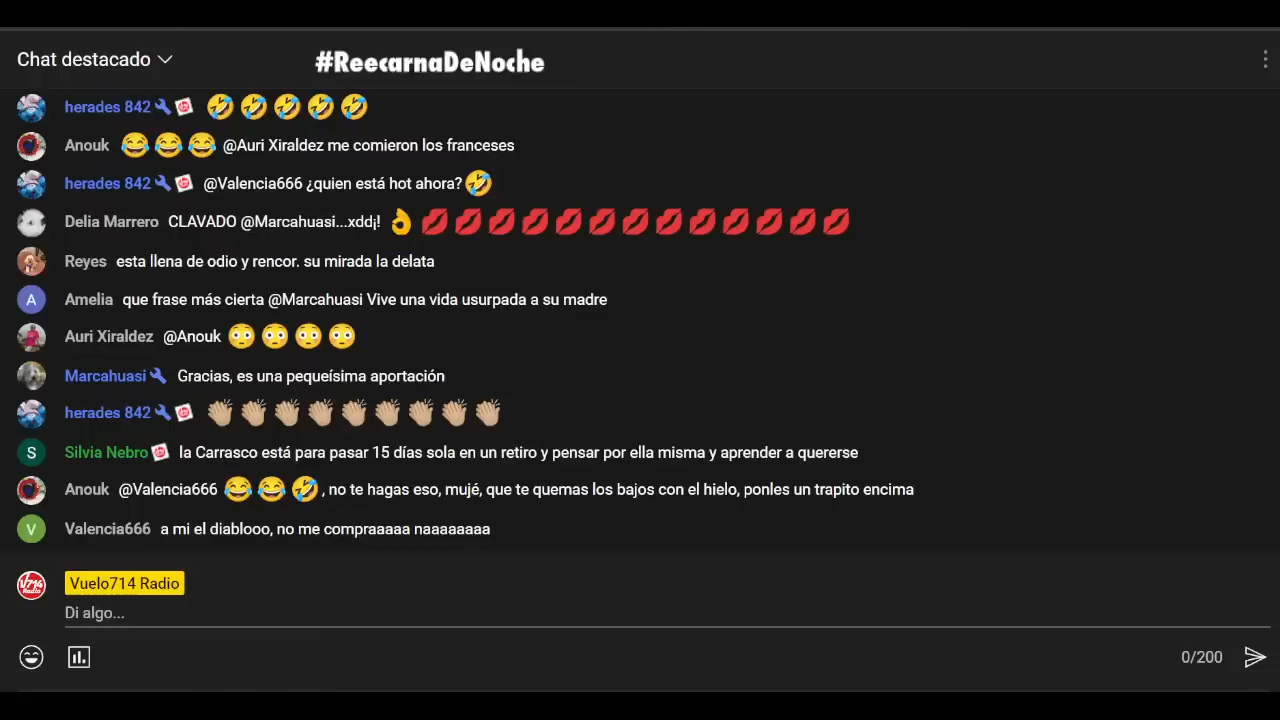 Chat destacado
#ReecarnaDeNoche
herades 842 🤣🤣🤣🤣🤣
Anouk 😂😂😂 @Auri Xiraldez me comieron los franceses
herades 842 @Valencia666 ¿quien está hot ahora?🤣
Delia Marrero CLAVADO @Marcahuasi...xdd¡! 👌💋💋💋💋💋💋💋💋💋💋💋💋💋
Reyes esta llena de odio y rencor. su mirada la delata
A Amelia que frase más cierta @Marcahuasi Vive una vida usurpada a su madre
Auri Xiraldez @Anouk 😳😳😳😳
Marcahuasi Gracias, es una pequeísima aportación
herades 842 👏🏼👏🏼👏🏼👏🏼👏🏼👏🏼👏🏼👏🏼👏🏼
S Silvia Nebro la Carrasco está para pasar 15 días sola en un retiro y pensar por ella misma y aprender a quererse
Anouk @Valencia666 😂😂🤣, no te hagas eso, mujé, que te quemas los bajos con el hielo, ponles un trapito encima
V Valencia666 a mi el diablooo, no me compraaaaa naaaaaaaa
V714 Radio Vuelo714 Radio
Di algo...
0/200